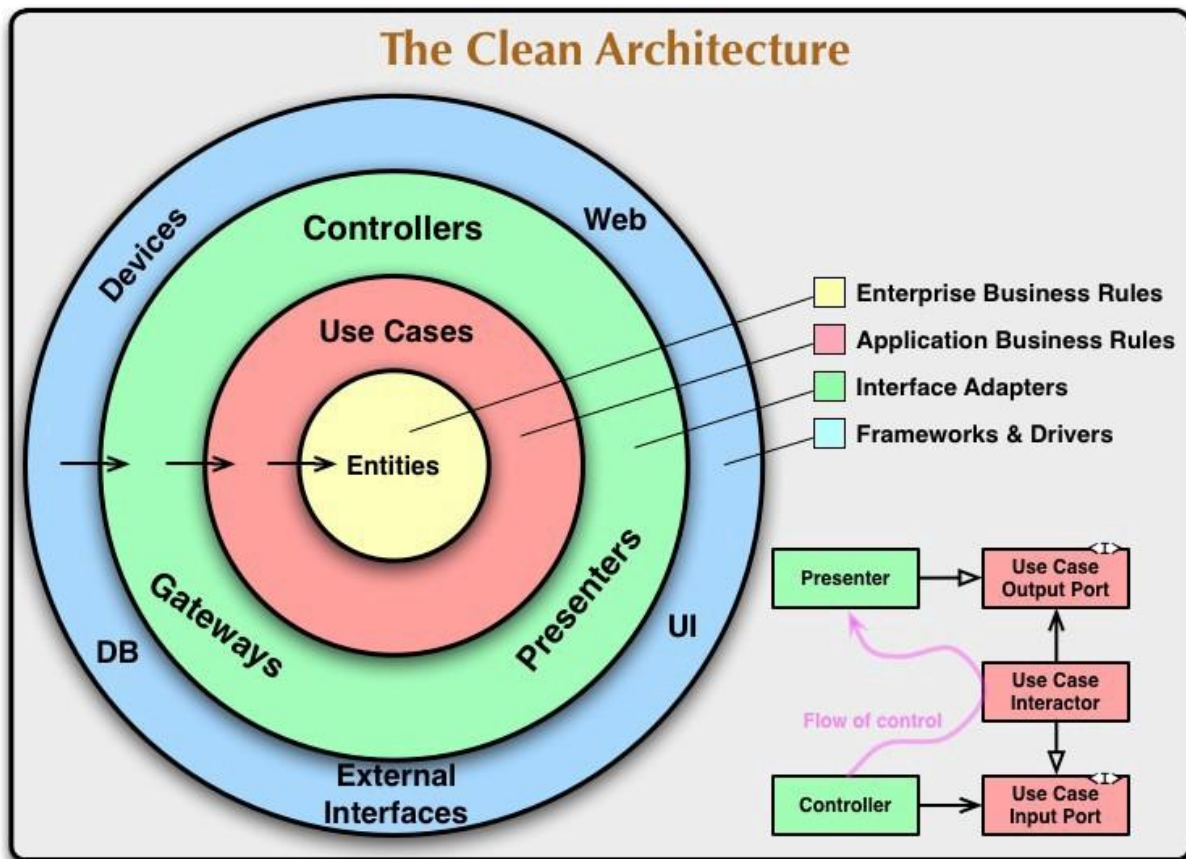 The Clean Architecture
Devices
Web
Controllers
Use Cases
Entities
Gateways
Presenters
DB
UI
External
Interfaces
Enterprise Business Rules
Application Business Rules
Interface Adapters
Frameworks & Drivers
Presenter
<I>
Use Case
Output Port
Use Case
Interactor
Flow of control
Controller
<I>
Use Case
Input Port